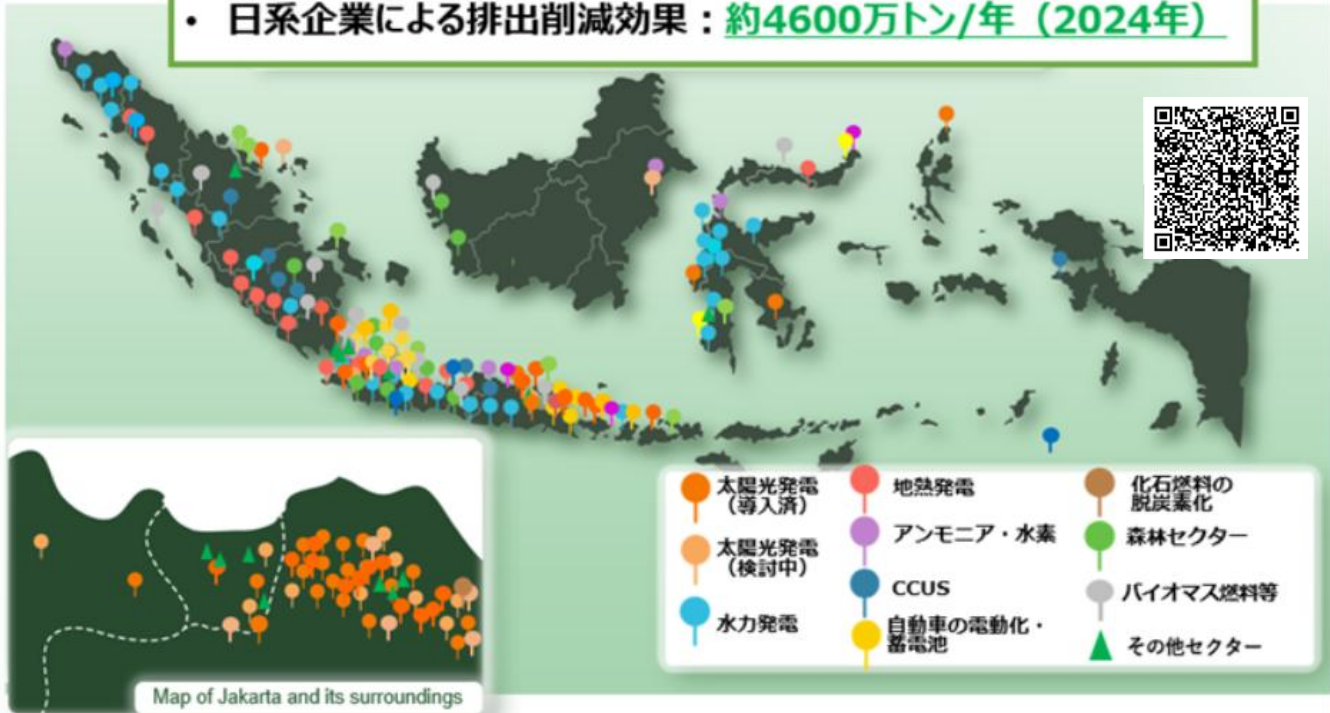 • 日系企業による排出削減効果：約4600万トン/年（2024年）
太陽光発電
（導入済）
太陽光発電
（検討中）
水力発電
地熱発電
アンモニア・水素
CCUS
自動車の電動化・
蓄電池
化石燃料の
脱炭素化
森林セクター
バイオマス燃料等
その他セクター
Map of Jakarta and its surroundings